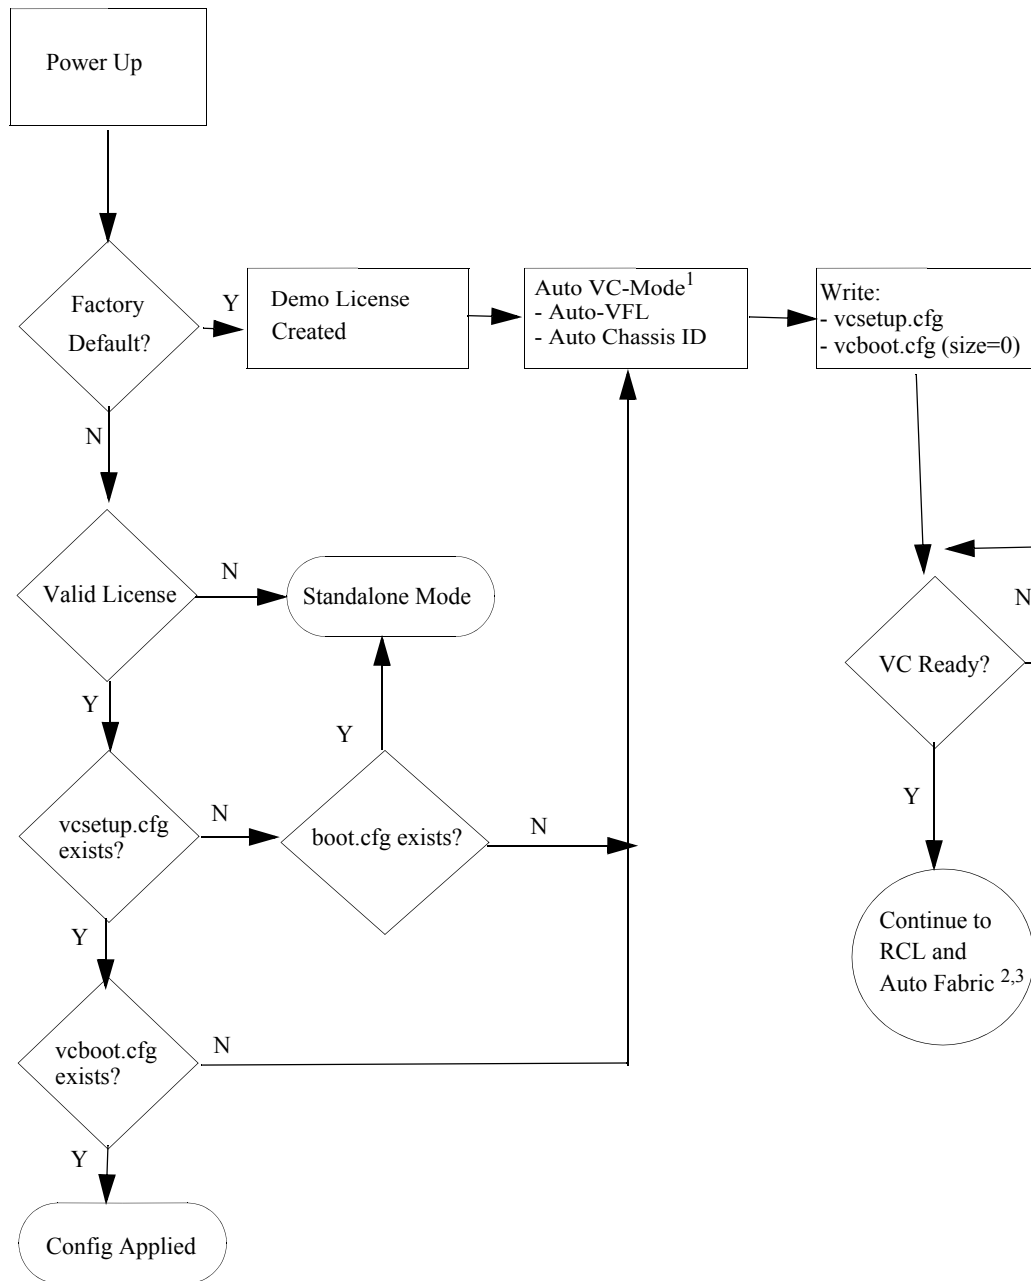 Power Up
Factory
Default?
Y
Demo License
Created
Auto VC-Mode1
- Auto-VFL
- Auto Chassis ID
Write:
- vcsetup.cfg
- vcboot.cfg (size=0)
N
Valid License
N
Standalone Mode
N
VC Ready?
Y
Y
Y
vcsetup.cfg
exists?
N
boot.cfg exists?
N
Continue to
RCL and
Auto Fabric 2,3
Y
vcboot.cfg
exists?
N
Y
Config Applied